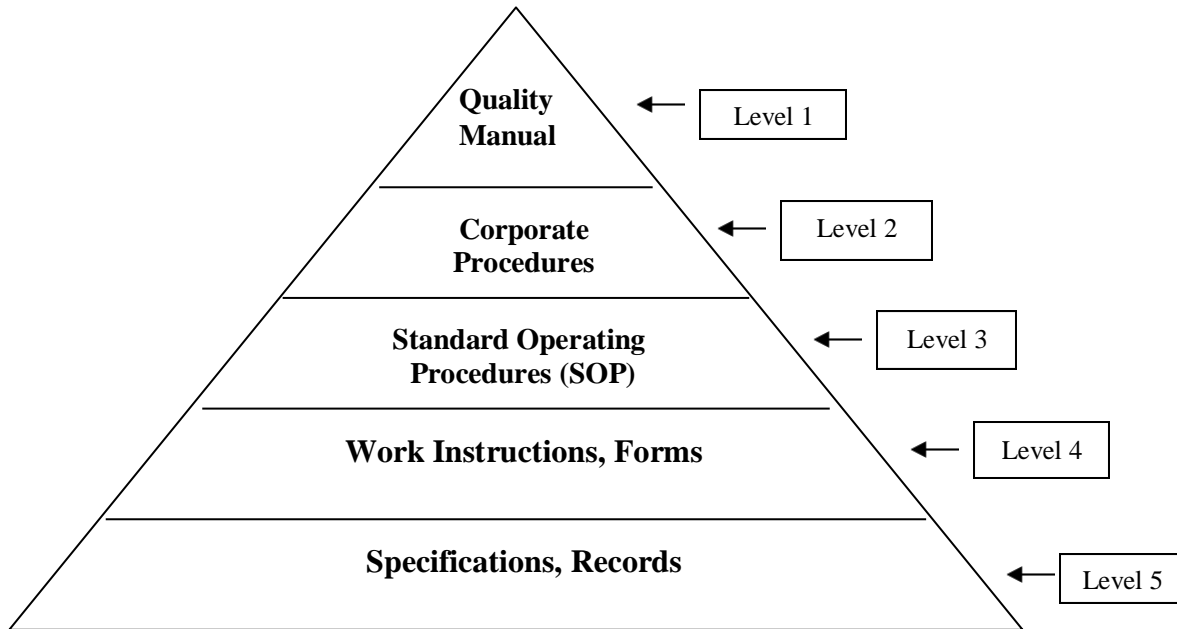 Quality
Manual
Level 1
Corporate
Procedures
Level 2
Standard Operating
Procedures (SOP)
Level 3
Work Instructions, Forms
Level 4
Specifications, Records
Level 5